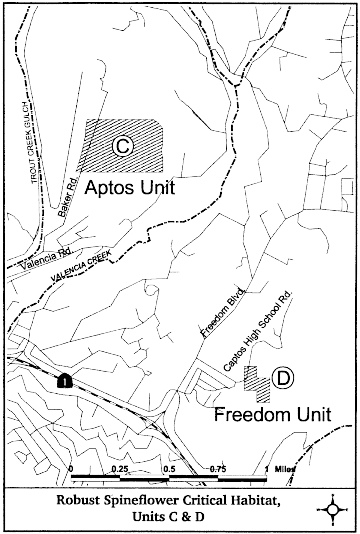 TROUT CREEK GULCH
Baker Rd.
C
Aptos Unit
Valencia Rd.
VALENCIA CREEK
Freedom Blvd.
Captos High School Rd.
1
D
Freedom Unit
0 0.25 0.5 0.75 1 Miles
Robust Spineflower Critical Habitat,
Units C & D